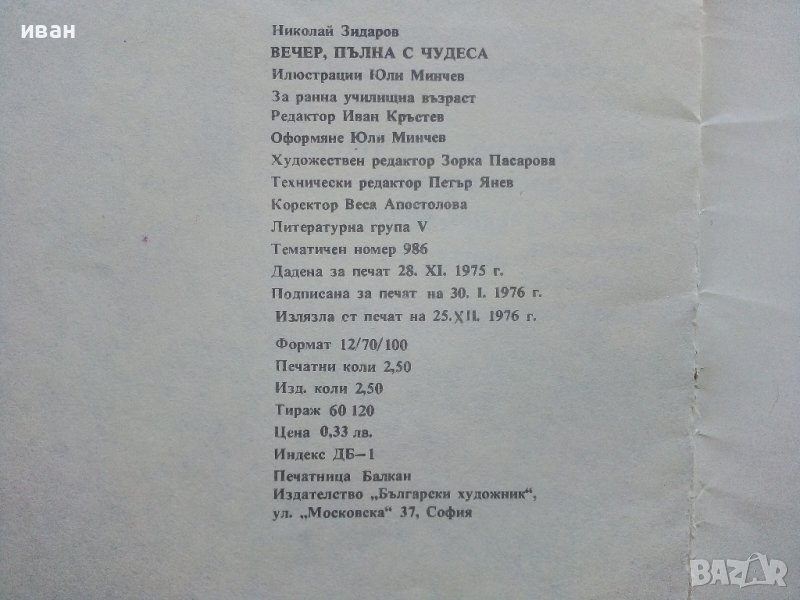 иван
Николай Зидаров
ВЕЧЕР, ПЪЛНА С ЧУДЕСА
Илюстрации Юли Минчев
За ранна училищна възраст
Редактор Иван Кръстев
Оформяне Юли Минчев
Художествен редактор Зорка Пасарова
Технически редактор Петър Янев
Коректор Веса Апостолова
Литературна група V
Тематичен номер 986
Дадена за печат 28. XI. 1975 г.
Подписана за печат на 30. I. 1976 г.
Излязла от печат на 25.XII. 1976 г.
Формат 12/70/100
Печатни коли 2,50
Изд. коли 2,50
Тираж 60 120
Цена 0,33 лв.
Индекс ДБ—1
Печатница Балкан
Издателство „Български художник“,
ул. „Московска“ 37, София
BAZAR